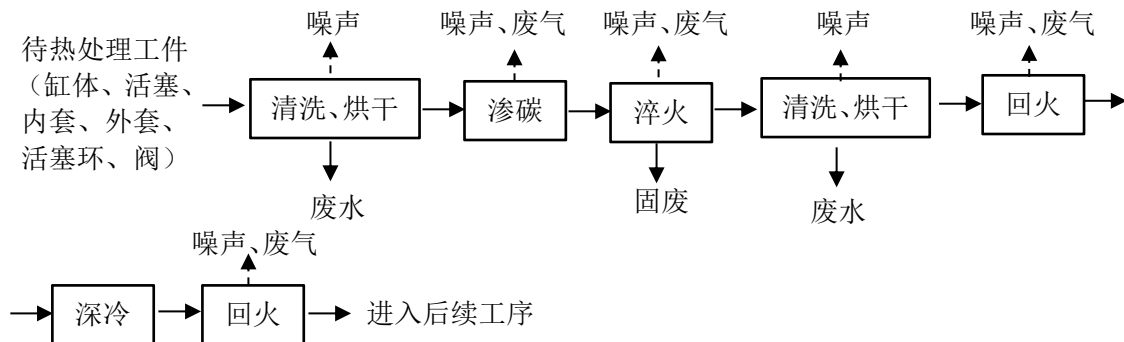 噪声
噪声、废气
噪声、废气
噪声
噪声、废气
待热处理工件
（缸体、活塞、
内套、外套、
活塞环、阀）
清洗、烘干
渗碳
淬火
清洗、烘干
回火
废水
固废
废水
噪声、废气
深冷
回火
进入后续工序